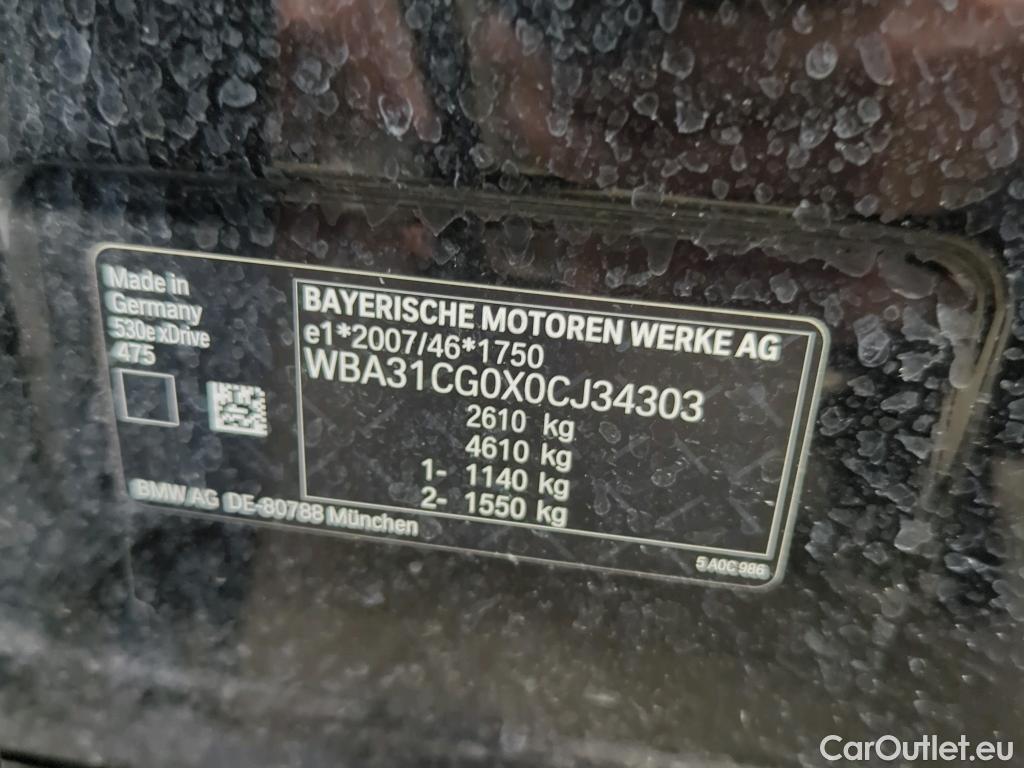 Made in
Germany
530e xDrive
475
BAYERISCHE MOTOREN WERKE AG
e1*2007/46*1750
WBA31CG0X0CJ34303
2610 kg
4610 kg
1- 1140 kg
2- 1550 kg
BMW AG DE-80788 München
5 A0C 986
CarOutlet.eu